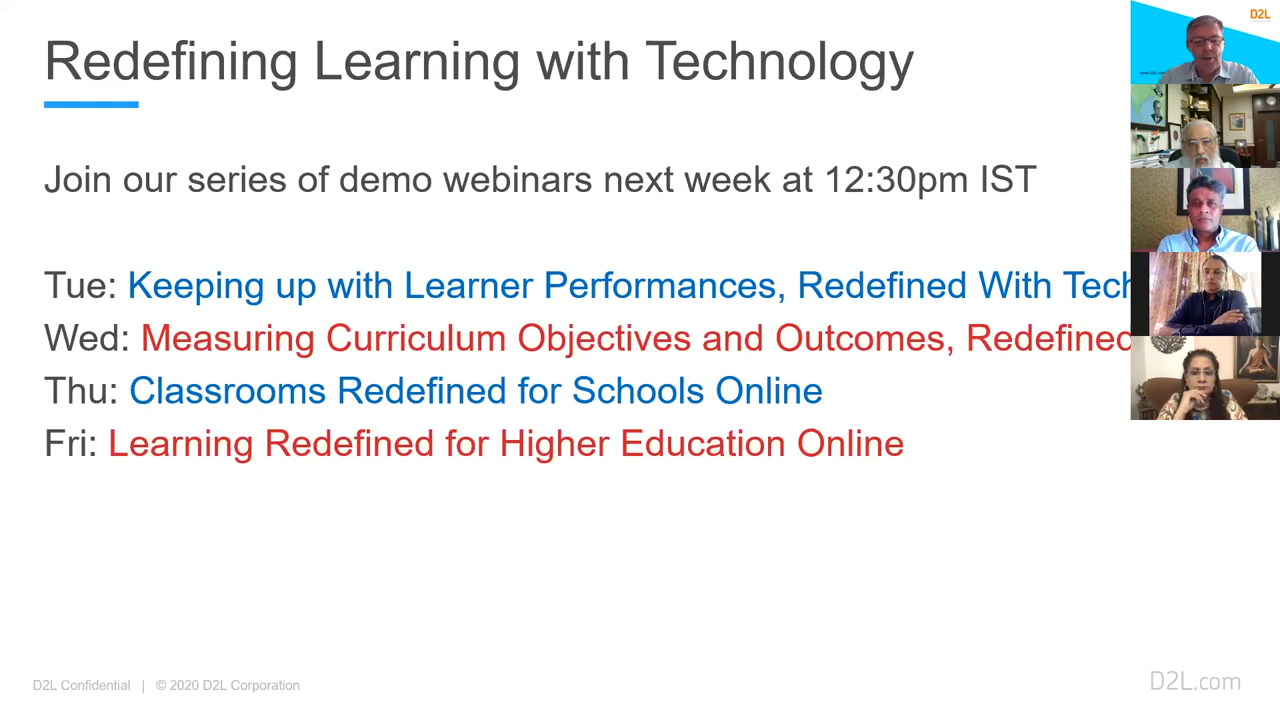 Redefining Learning with Technology
D2L
Join our series of demo webinars next week at 12:30pm IST
Tue: Keeping up with Learner Performances, Redefined With Tech
Wed: Measuring Curriculum Objectives and Outcomes, Redefined
Thu: Classrooms Redefined for Schools Online
Fri: Learning Redefined for Higher Education Online
D2L Confidential | © 2020 D2L Corporation
D2L.com